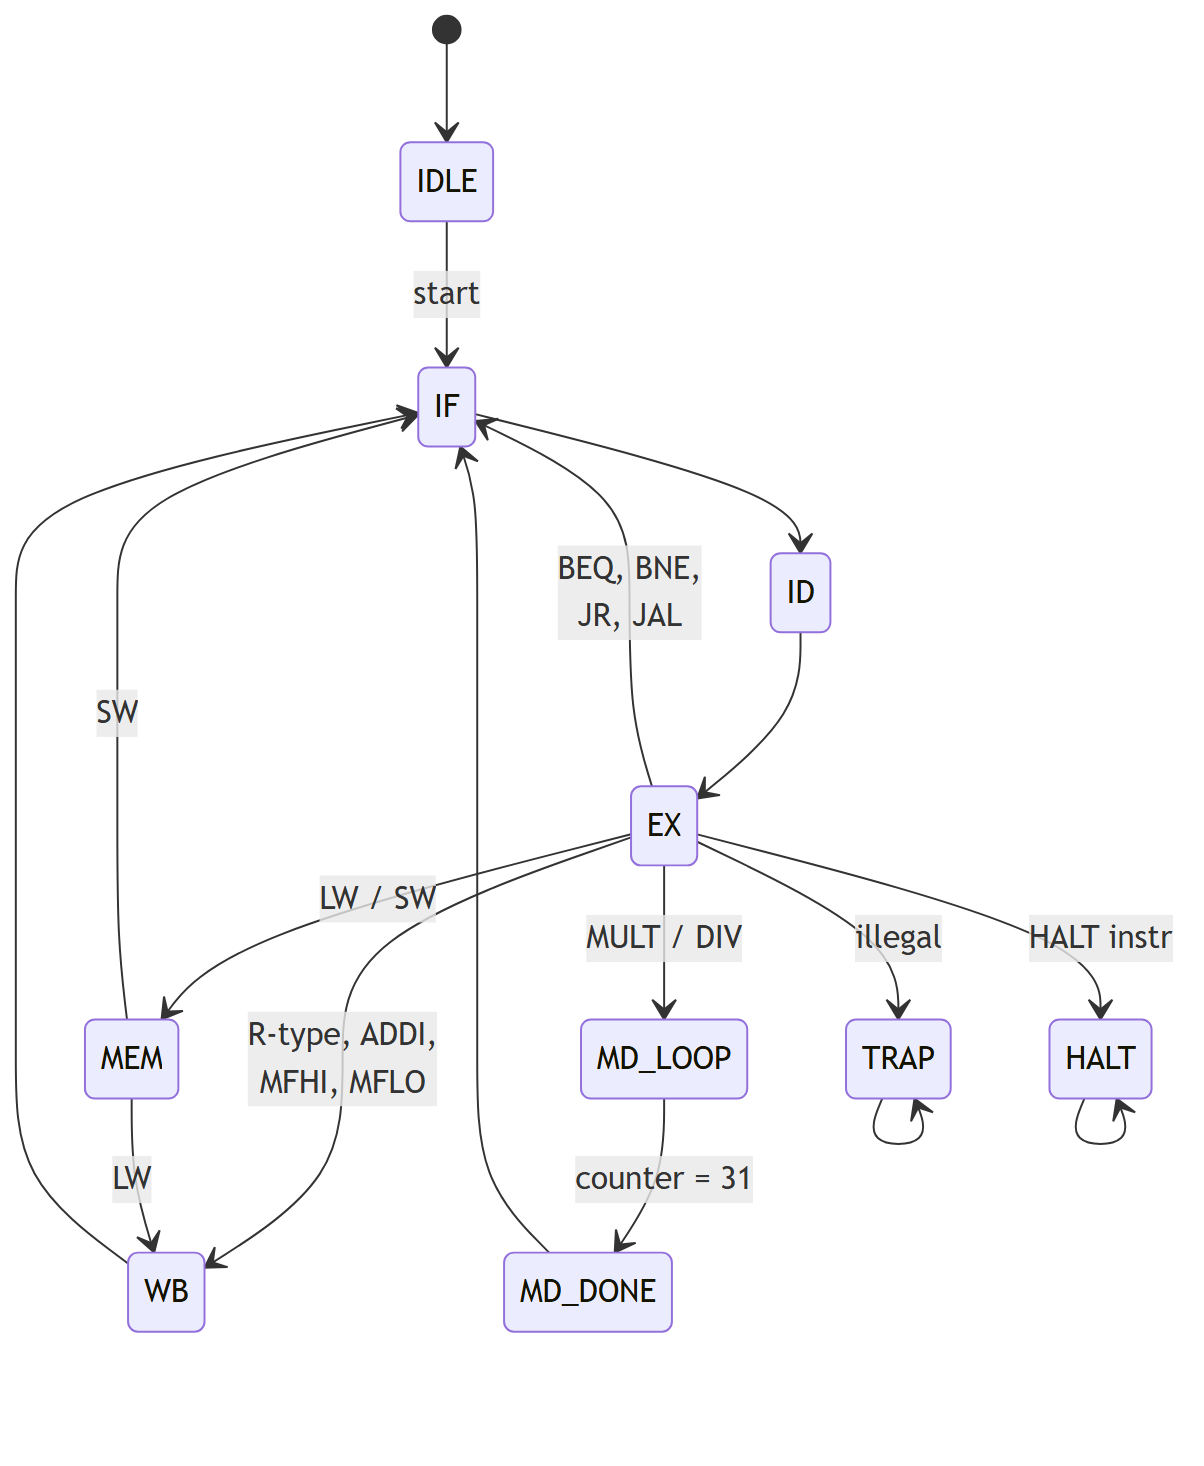 IDLE
start
IF
BEQ, BNE,
JR, JAL
ID
SW
EX
LW / SW
MULT / DIV
illegal
HALT instr
R-type, ADDI,
MFHI, MFLO
MEM
MD_LOOP
TRAP
HALT
LW
counter = 31
WB
MD_DONE